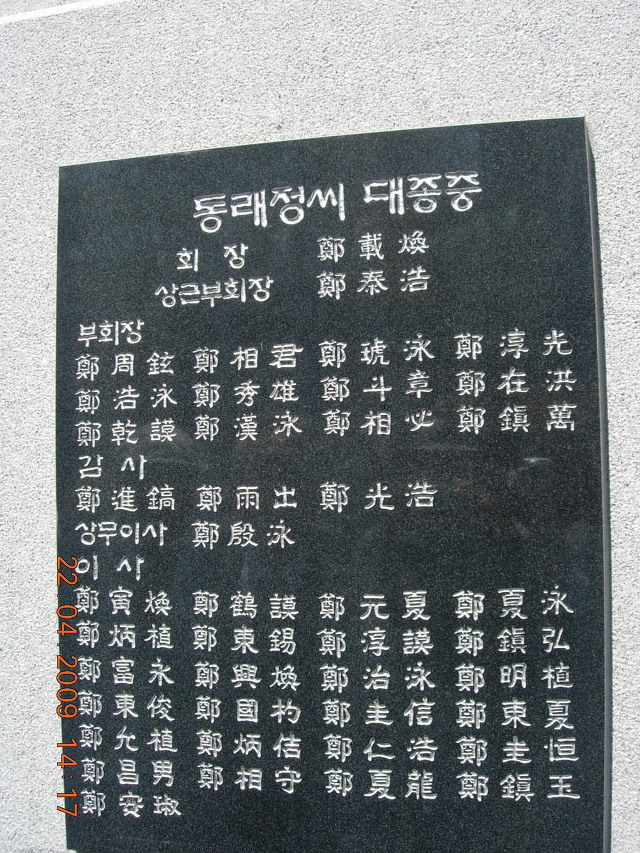 동래정씨 대종중
회장 鄭載煥
상근부회장 鄭泰浩
부회장
鄭周鉉 鄭相君 鄭琥泳 鄭淳光
鄭浩泳 鄭秀雄 鄭斗章 鄭在洪
鄭乾謨 鄭漢泳 鄭相必 鄭鎭萬
감사
鄭進鎬 鄭雨出 鄭光浩
상무이사 鄭殷泳
이사
鄭寅煥 鄭鶴謨 鄭元夏 鄭夏泳
鄭炳植 鄭東錫 鄭淳謨 鄭鎭弘
鄭富永 鄭興煥 鄭治泳 鄭明植
鄭東俊 鄭國杓 鄭圭信 鄭東夏
鄭允植 鄭炳佶 鄭仁浩 鄭圭恒
鄭昌男 鄭相守 鄭夏龍 鄭鎭玉
鄭安淑
22 04 2009 14 17